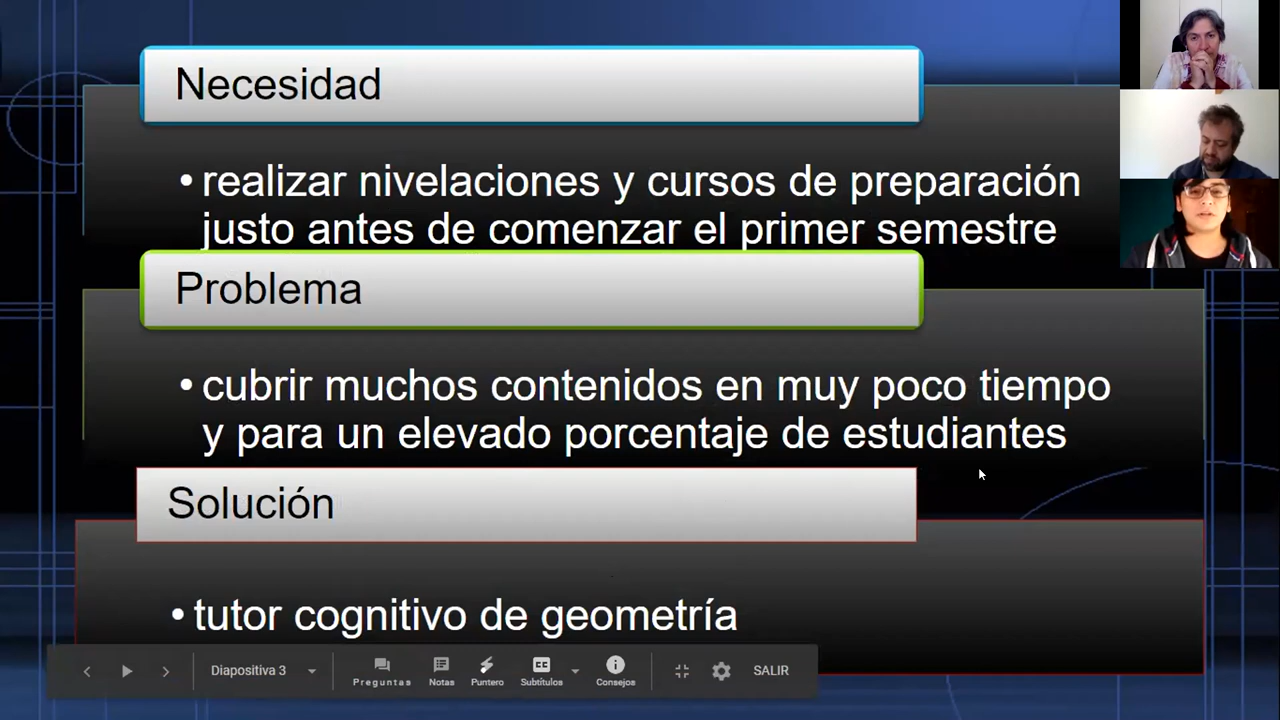 Necesidad
• realizar nivelaciones y cursos de preparación
justo antes de comenzar el primer semestre
Problema
• cubrir muchos contenidos en muy poco tiempo
y para un elevado porcentaje de estudiantes
Solución
• tutor cognitivo de geometría
Diapositiva 3
Preguntas
Notas
Puntero
CC
Subtítulos
Consejos
SALIR